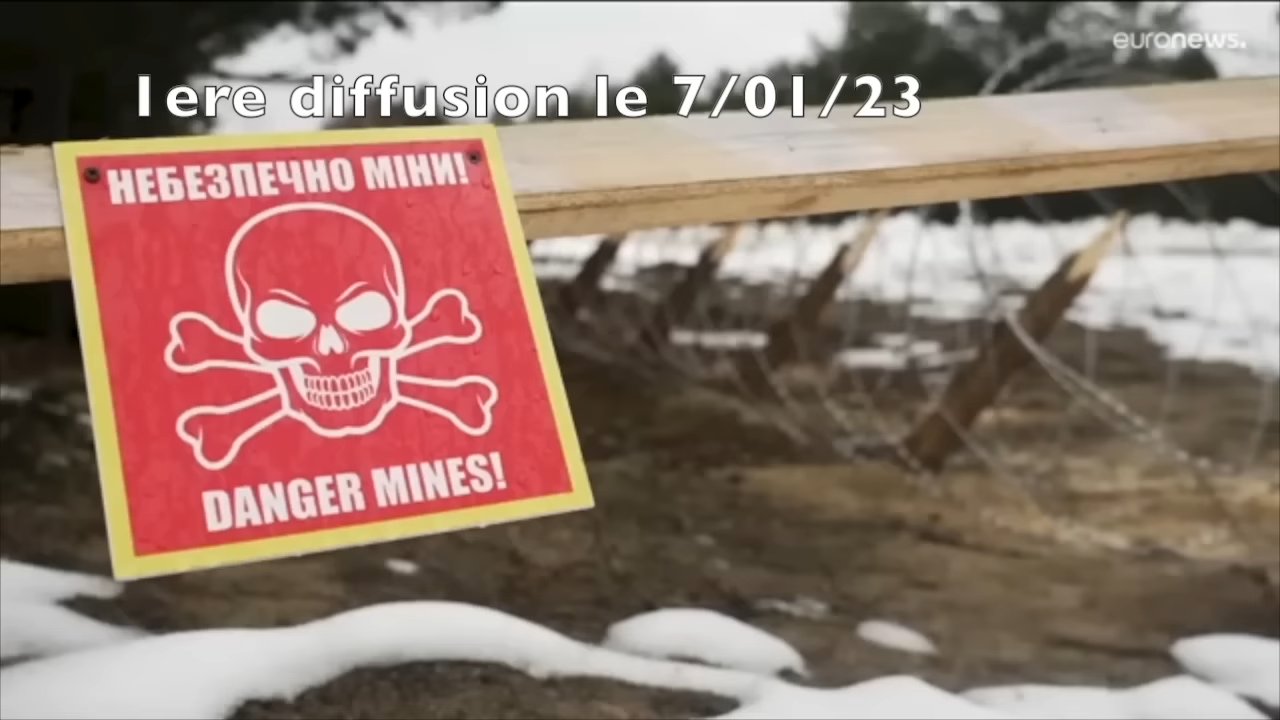 euronews.
1ere diffusion le 7/01/23
НЕБЕЗПЕЧНО МІНИ!
DANGER MINES!